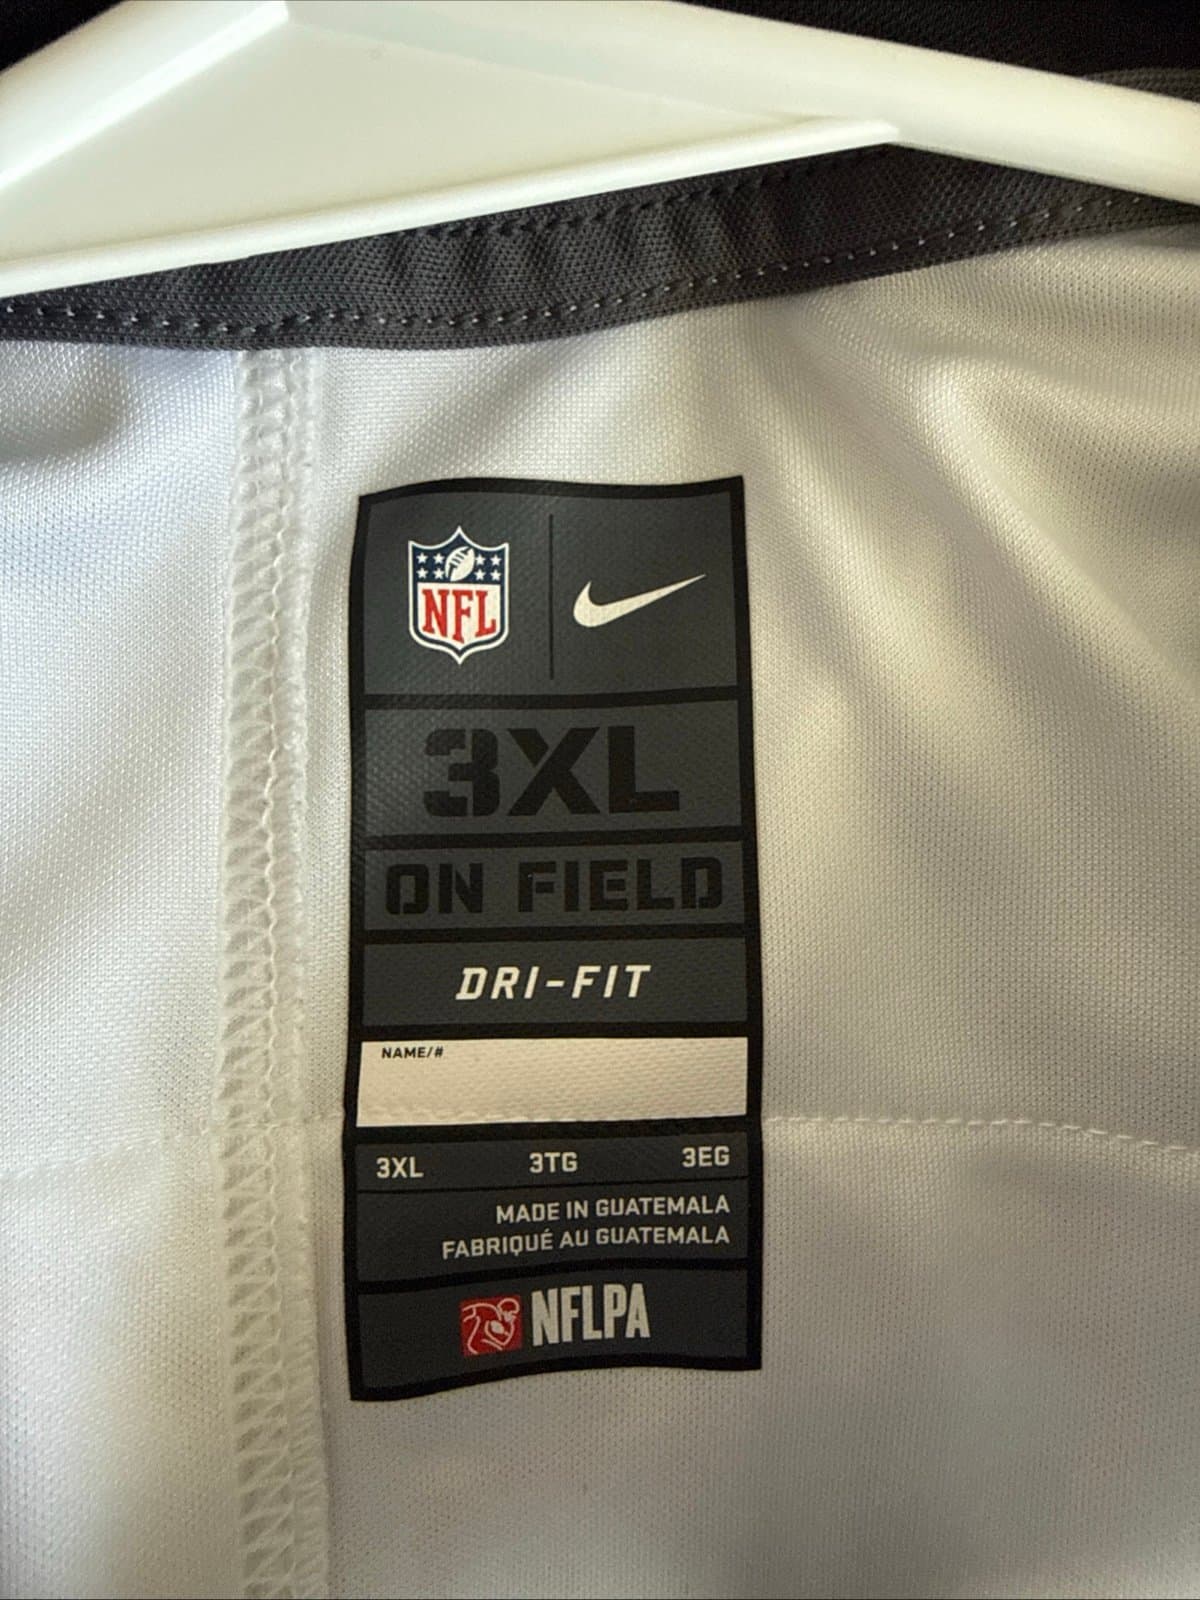 NFL
3XL
ON FIELD
DRI-FIT
NAME/#
3XL 3TG 3EG
MADE IN GUATEMALA
FABRIQUÉ AU GUATEMALA
NFLPA